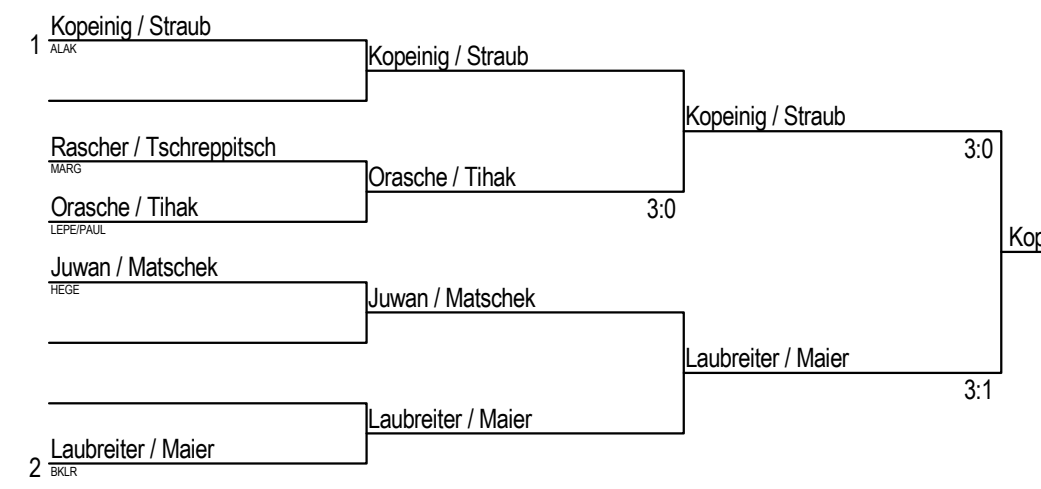 Kopeinig / Straub
1
ALAK
Kopeinig / Straub
Kopeinig / Straub
Rascher / Tschreppitsch
3:0
MARG
Orasche / Tihak
Orasche / Tihak
3:0
LEPE/PAUL
Kop
Juwan / Matschek
HEGE
Juwan / Matschek
Laubreiter / Maier
3:1
Laubreiter / Maier
Laubreiter / Maier
2
BKLR